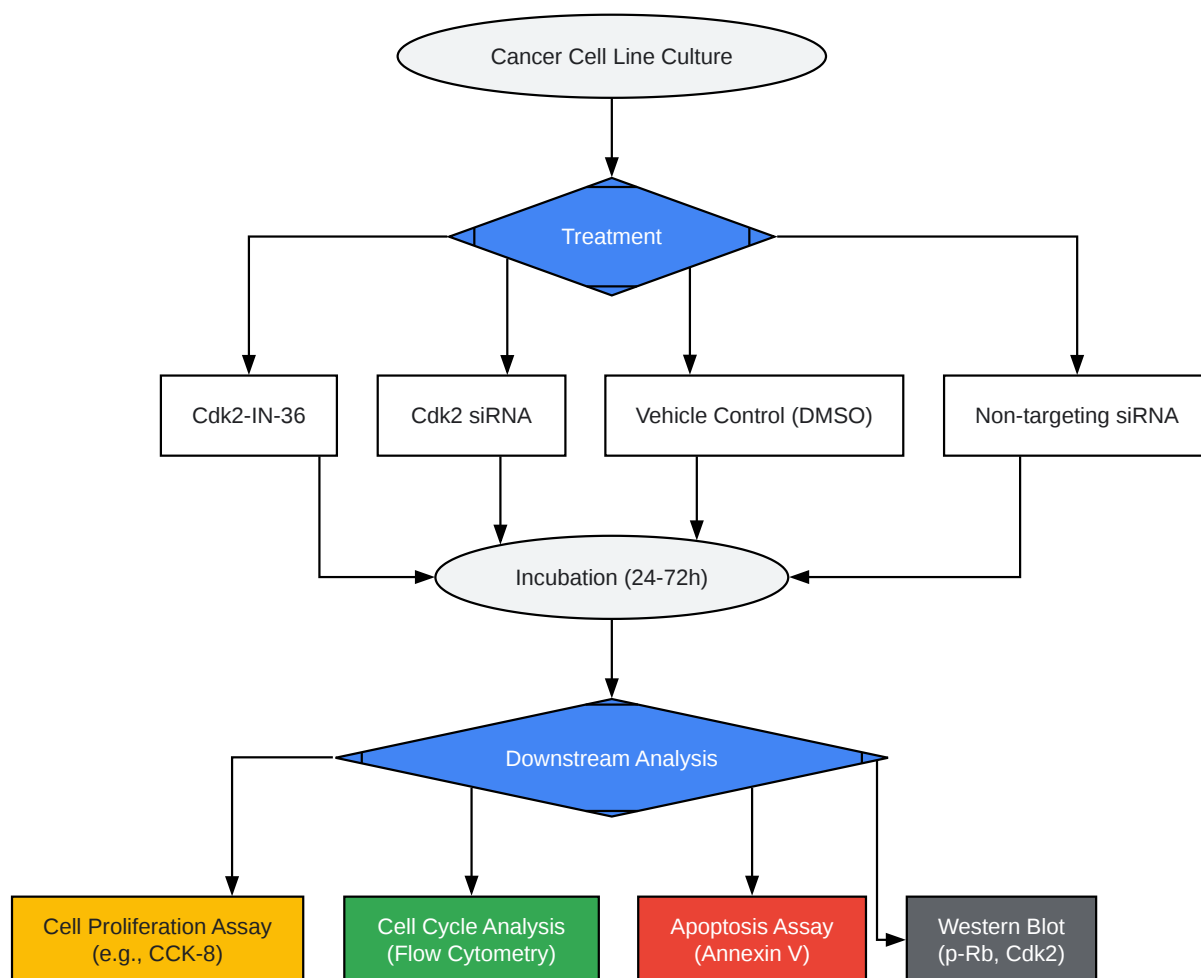 Cancer Cell Line Culture
Treatment
Cdk2-IN-36
Cdk2 siRNA
Vehicle Control (DMSO)
Non-targeting siRNA
Incubation (24-72h)
Downstream Analysis
Cell Proliferation Assay
(e.g., CCK-8)
Cell Cycle Analysis
(Flow Cytometry)
Apoptosis Assay
(Annexin V)
Western Blot
(p-Rb, Cdk2)